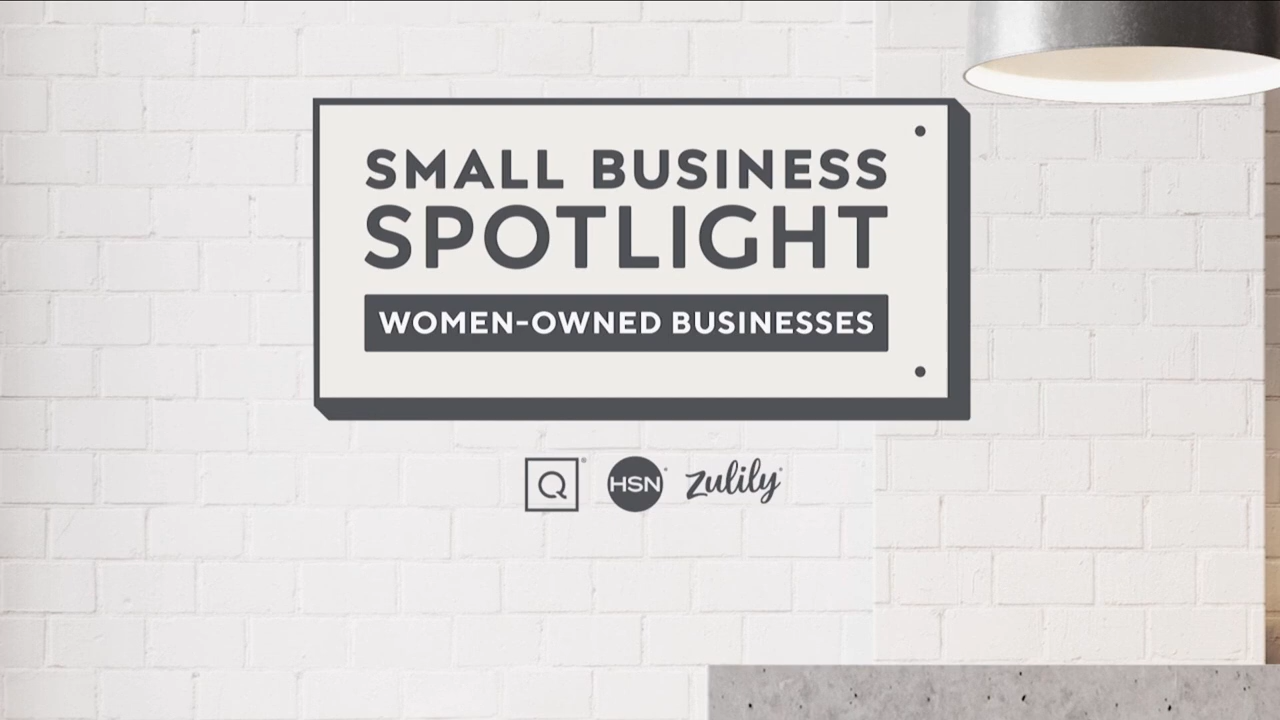 SMALL BUSINESS
SPOTLIGHT
WOMEN-OWNED BUSINESSES
Q® HSN® zulily®